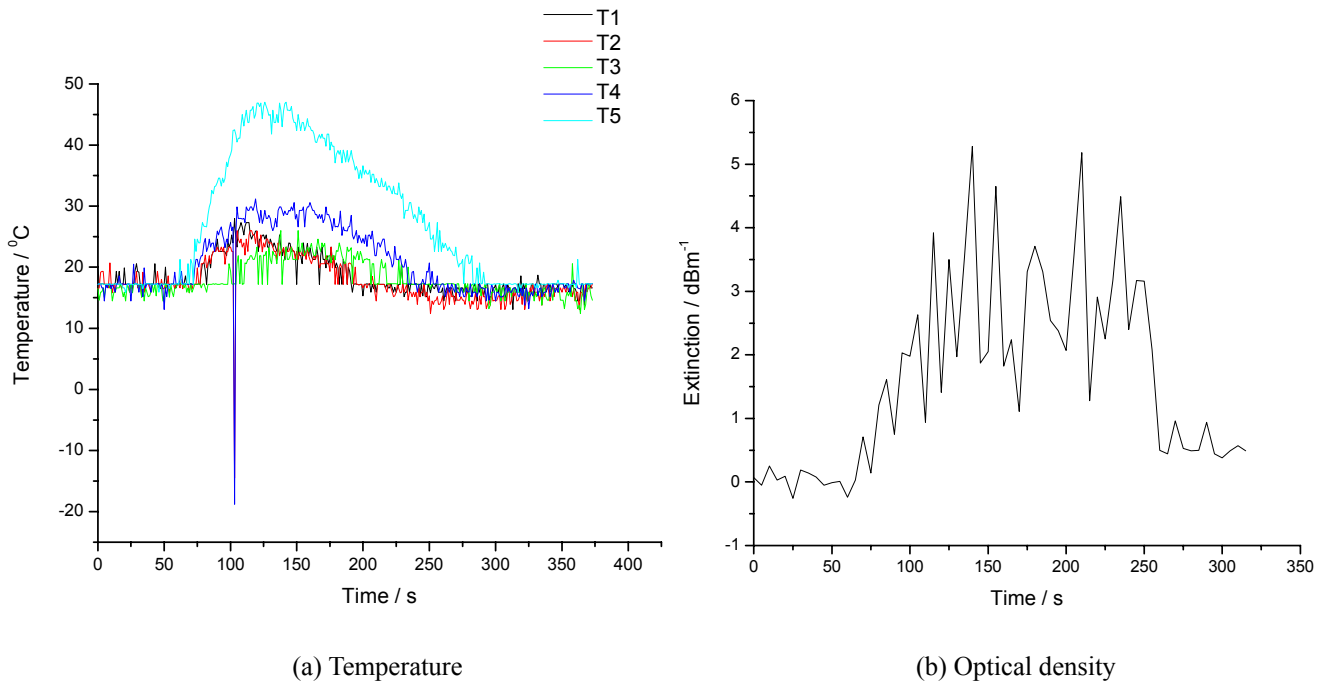 T1
T2
T3
T4
T5
50
40
30
20
10
0
-10
-20
Temperature / ⁰C
0 50 100 150 200 250 300 350 400
Time / s
(a) Temperature
6
5
4
3
2
1
0
-1
Extinction / dBm⁻¹
0 50 100 150 200 250 300 350
Time / s
(b) Optical density